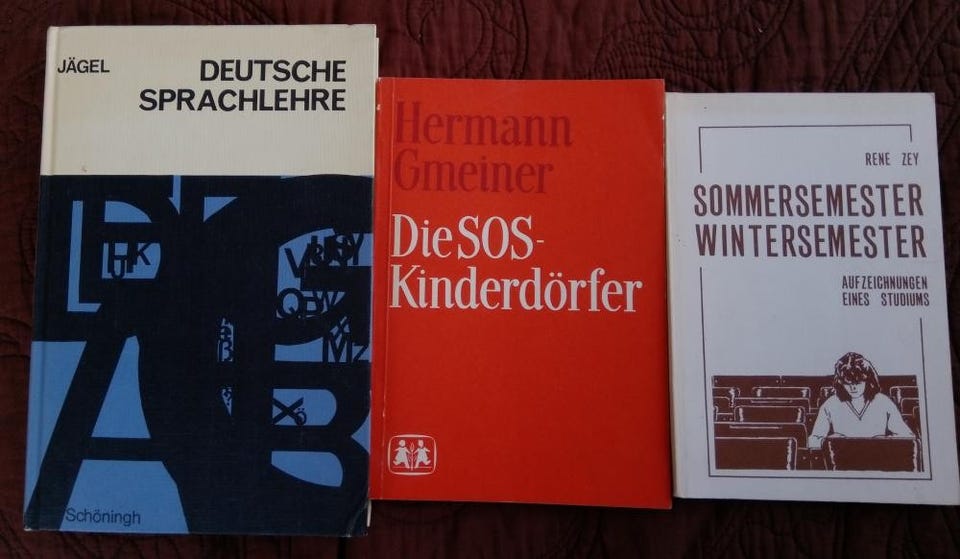 JÄGEL
DEUTSCHE
SPRACHLEHRE
Schöningh
Hermann
Gmeiner
Die SOS-
Kinderdörfer
RENE ZEY
SOMMERSEMESTER
WINTERSEMESTER
AUFZEICHNUNGEN
EINES STUDIUMS